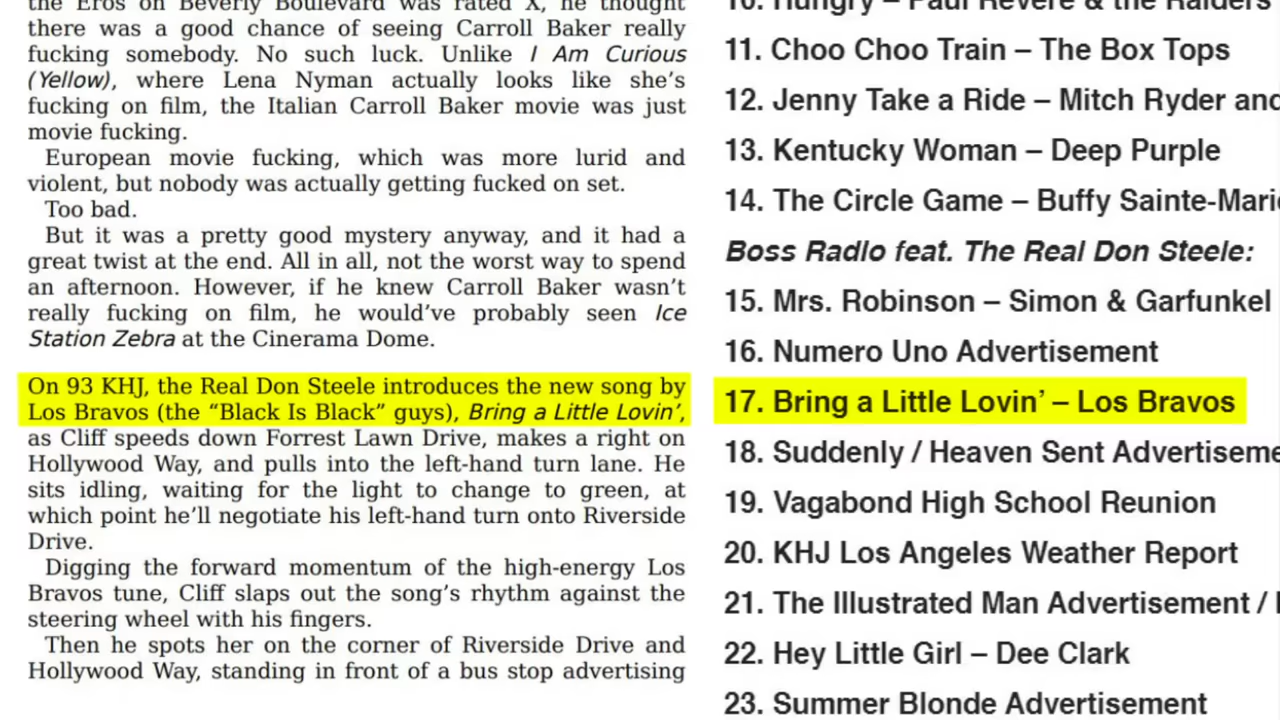 the Eros on Beverly Boulevard was rated X, he thought
there was a good chance of seeing Carroll Baker really
fucking somebody. No such luck. Unlike I Am Curious
(Yellow), where Lena Nyman actually looks like she’s
fucking on film, the Italian Carroll Baker movie was just
movie fucking.
European movie fucking, which was more lurid and
violent, but nobody was actually getting fucked on set.
Too bad.
But it was a pretty good mystery anyway, and it had a
great twist at the end. All in all, not the worst way to spend
an afternoon. However, if he knew Carroll Baker wasn’t
really fucking on film, he would’ve probably seen Ice
Station Zebra at the Cinerama Dome.
On 93 KHJ, the Real Don Steele introduces the new song by
Los Bravos (the “Black Is Black” guys), Bring a Little Lovin’,
as Cliff speeds down Forrest Lawn Drive, makes a right on
Hollywood Way, and pulls into the left-hand turn lane. He
sits idling, waiting for the light to change to green, at
which point he’ll negotiate his left-hand turn onto Riverside
Drive.
Digging the forward momentum of the high-energy Los
Bravos tune, Cliff slaps out the song’s rhythm against the
steering wheel with his fingers.
Then he spots her on the corner of Riverside Drive and
Hollywood Way, standing in front of a bus stop advertising
10. Hungry – Paul Revere & the Raiders
11. Choo Choo Train – The Box Tops
12. Jenny Take a Ride – Mitch Ryder and
13. Kentucky Woman – Deep Purple
14. The Circle Game – Buffy Sainte-Marie
Boss Radio feat. The Real Don Steele:
15. Mrs. Robinson – Simon & Garfunkel
16. Numero Uno Advertisement
17. Bring a Little Lovin’ – Los Bravos
18. Suddenly / Heaven Sent Advertiseme
19. Vagabond High School Reunion
20. KHJ Los Angeles Weather Report
21. The Illustrated Man Advertisement /
22. Hey Little Girl – Dee Clark
23. Summer Blonde Advertisement